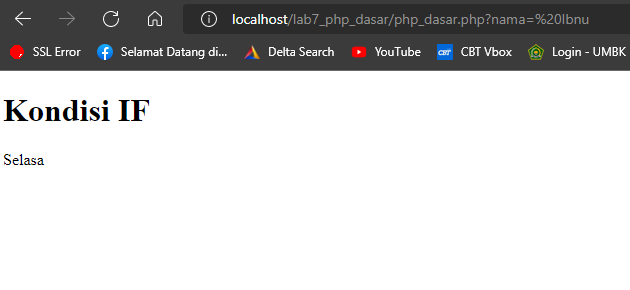 localhost/lab7_php_dasar/php_dasar.php?nama=%20Ibnu
SSL Error Selamat Datang di... Delta Search YouTube CBT CBT Vbox Login - UMBK
Kondisi IF
Selasa